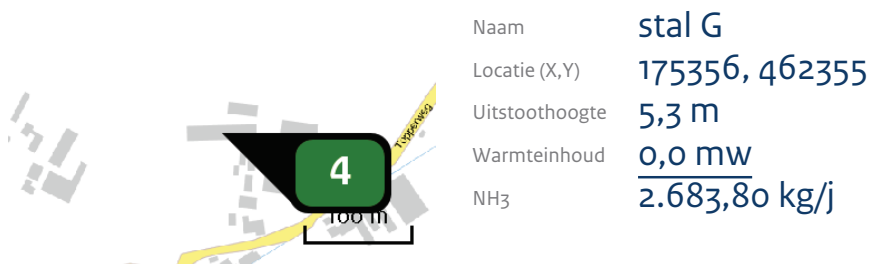 Naam stal G
Locatie (X,Y) 175356, 462355
Uitstoothoogte 5,3 m
Warmteinhoud 0,0 mw
NH3 2.683,80 kg/j
Tupperweg
4
100 m